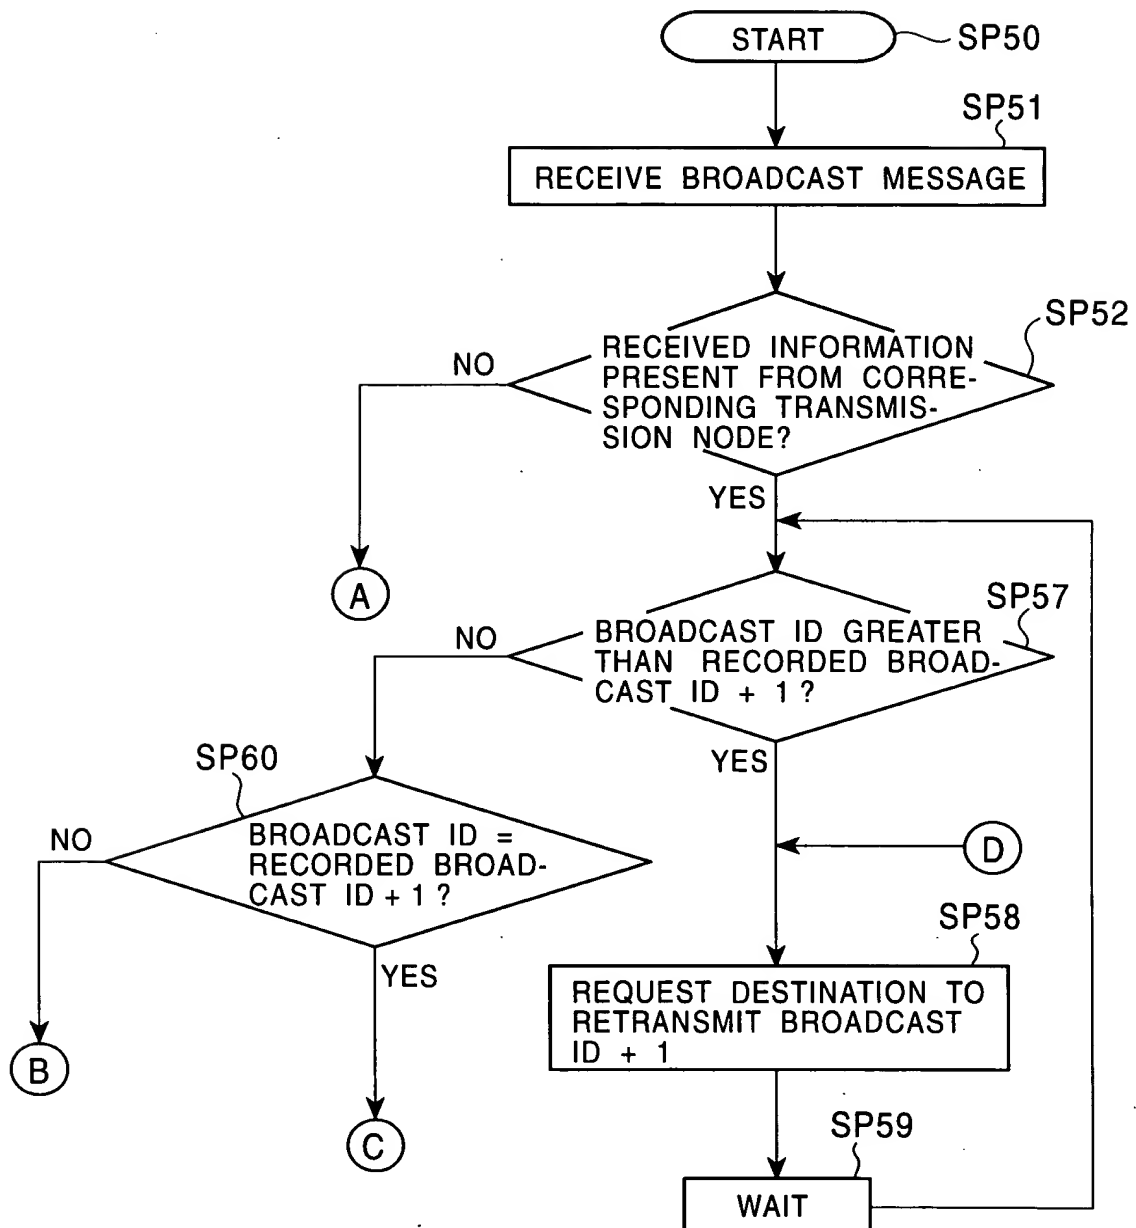 START
SP50
SP51
RECEIVE BROADCAST MESSAGE
SP52
RECEIVED INFORMATION
PRESENT FROM CORRE-
SPONDING TRANSMIS-
SION NODE?
NO
YES
A
SP57
BROADCAST ID GREATER
THAN RECORDED BROAD-
CAST ID + 1 ?
NO
YES
SP60
BROADCAST ID =
RECORDED BROAD-
CAST ID + 1 ?
NO
YES
D
SP58
REQUEST DESTINATION TO
RETRANSMIT BROADCAST
ID + 1
B
C
SP59
WAIT